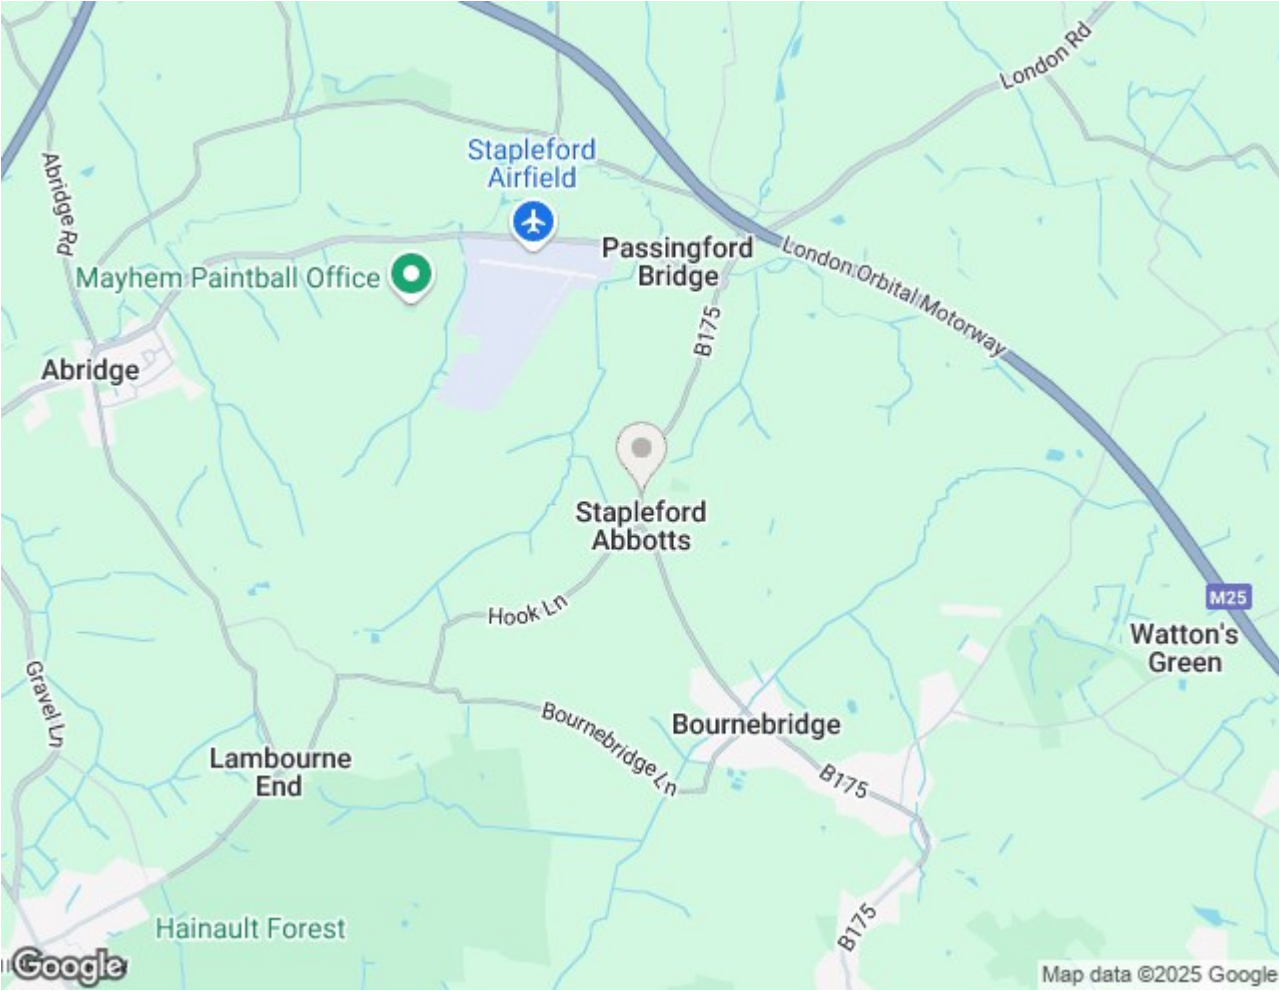 London Rd
Stapleford
Airfield
Abridge Rd
Passingford
Bridge
Mayhem Paintball Office
London Orbital Motorway
B175
Abridge
Stapleford
Abbotts
M25
Hook Ln
Watton's
Green
Gravel Ln
Bournebridge Ln
Bournebridge
Lambourne
End
B175
Hainault Forest
B175
Google
Map data ©2025 Google